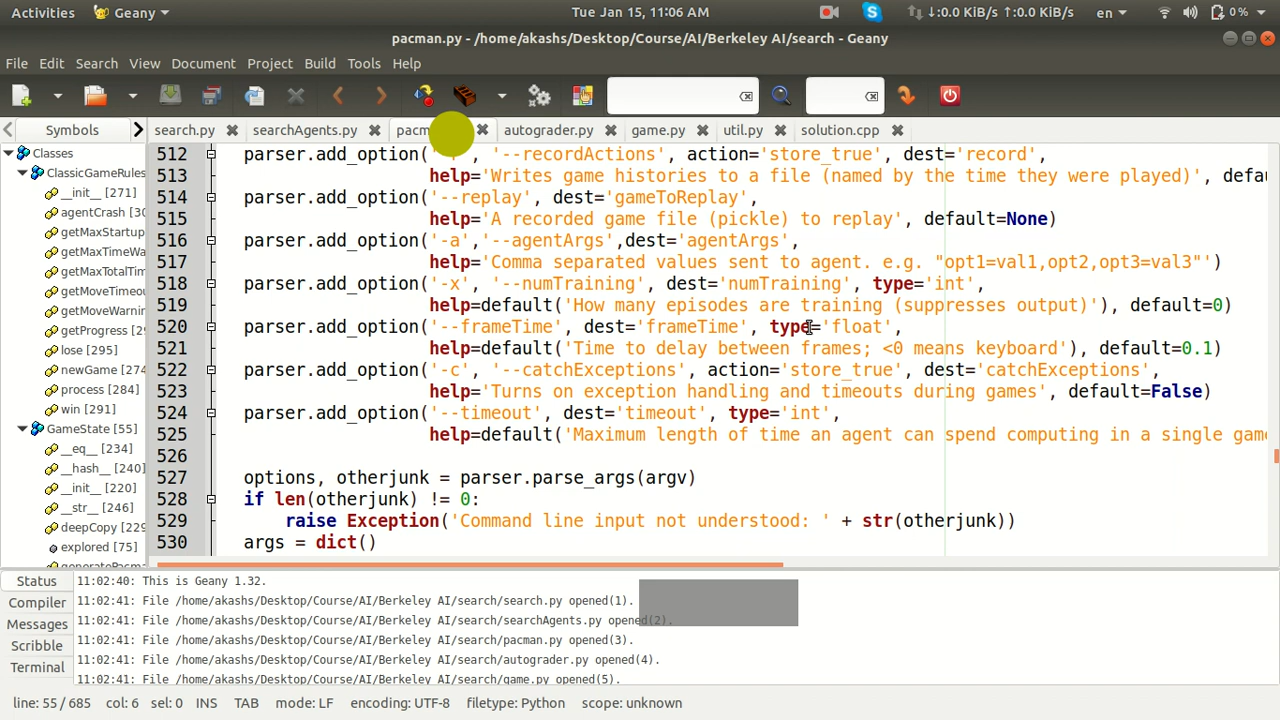 Activities Geany Tue Jan 15, 11:06 AM ↓:0.0 KiB/s ↑:0.0 KiB/s en 0 %
pacman.py - /home/akashs/Desktop/Course/AI/Berkeley AI/search - Geany
File Edit Search View Document Project Build Tools Help
Symbols search.py searchAgents.py autograder.py game.py util.py solution.cpp
Classes
ClassicGameRules
__init__ [271]
agentCrash
getMaxStartup
getMaxTimeWa
getMaxTotalTim
getMoveTimeou
getMoveWarnin
getProgress [
lose [295]
newGame [274
process [284]
win [291]
GameState [55]
__eq__ [234]
__hash__ [240]
__init__ [220]
__str__ [246]
deepCopy [229
explored [75]
512 parser.add_option( , '--recordActions', action='store_true', dest='record',
513 help='Writes game histories to a file (named by the time they were played)', defau
514 parser.add_option('--replay', dest='gameToReplay',
515 help='A recorded game file (pickle) to replay', default=None)
516 parser.add_option('-a','--agentArgs',dest='agentArgs',
517 help='Comma separated values sent to agent. e.g. "opt1=val1,opt2,opt3=val3"')
518 parser.add_option('-x', '--numTraining', dest='numTraining', type='int',
519 help=default('How many episodes are training (suppresses output)'), default=0)
520 parser.add_option('--frameTime', dest='frameTime', type='float',
521 help=default('Time to delay between frames; <0 means keyboard'), default=0.1)
522 parser.add_option('-c', '--catchExceptions', action='store_true', dest='catchExceptions',
523 help='Turns on exception handling and timeouts during games', default=False)
524 parser.add_option('--timeout', dest='timeout', type='int',
525 help=default('Maximum length of time an agent can spend computing in a single game
526
527 options, otherjunk = parser.parse_args(argv)
528 if len(otherjunk) != 0:
529 raise Exception('Command line input not understood: ' + str(otherjunk))
530 args = dict()
Status
Compiler
Messages
Scribble
Terminal
11:02:40: This is Geany 1.32.
11:02:41: File /home/akashs/Desktop/Course/AI/Berkeley AI/search/search.py opened(1).
11:02:41: File /home/akashs/Desktop/Course/AI/Berkeley AI/search/searchAgents.py opened(2).
11:02:41: File /home/akashs/Desktop/Course/AI/Berkeley AI/search/pacman.py opened(3).
11:02:41: File /home/akashs/Desktop/Course/AI/Berkeley AI/search/autograder.py opened(4).
11:02:41: File /home/akashs/Desktop/Course/AI/Berkeley AI/search/game.py opened(5).
line: 55 / 685 col: 6 sel: 0 INS TAB mode: LF encoding: UTF-8 filetype: Python scope: unknown